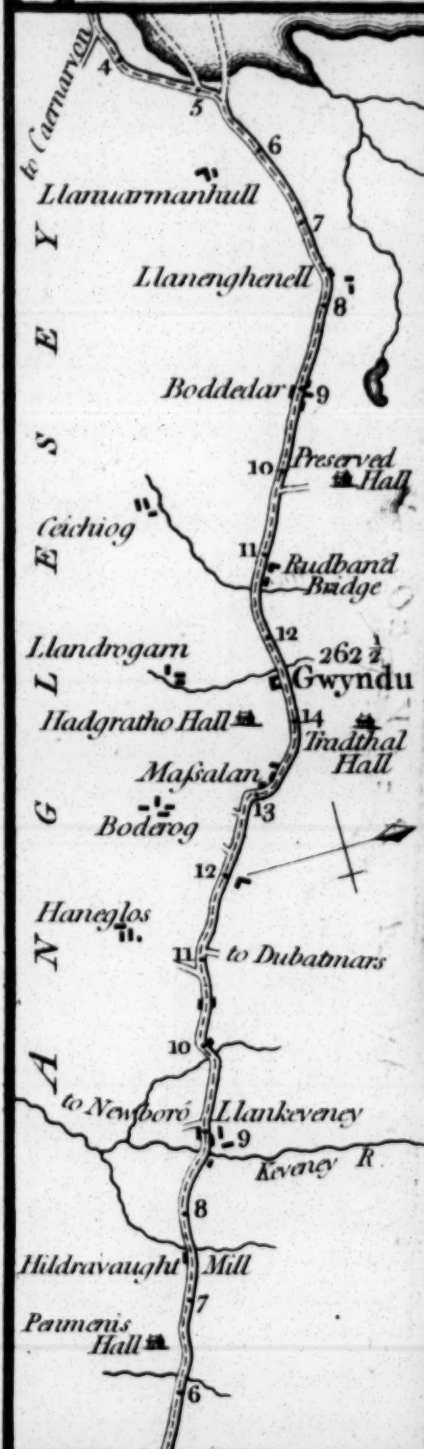 to Caernarvon
4
5
6
Llanuarmanhull
7
Llanenghenell
8
Boddedar
9
10
Preserved
Hall
Ceichiog
11
Rudband
Bridge
12
Llandrogarn
262 1/2
Gwyndu
Hadgratho Hall
14
Tradthal
Hall
Maſsalan
13
Boderog
12
Haneglos
11
to Dubatmars
10
to Newboro
Llankeveney
9
Keveney R
8
Hildravaught Mill
7
Penmenis
Hall
6
ANGLESEY